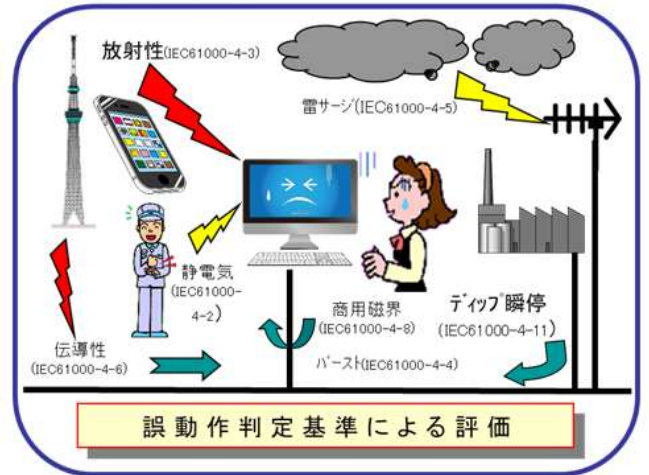 放射性(IEC61000-4-3)
雷サージ(IEC61000-4-5)
静電気
(IEC61000-
4-2)
商用磁界
(IEC61000-4-8)
ディップ瞬停
(IEC61000-4-11)
伝導性
(IEC61000-4-6)
バースト(IEC61000-4-4)
誤動作判定基準による評価